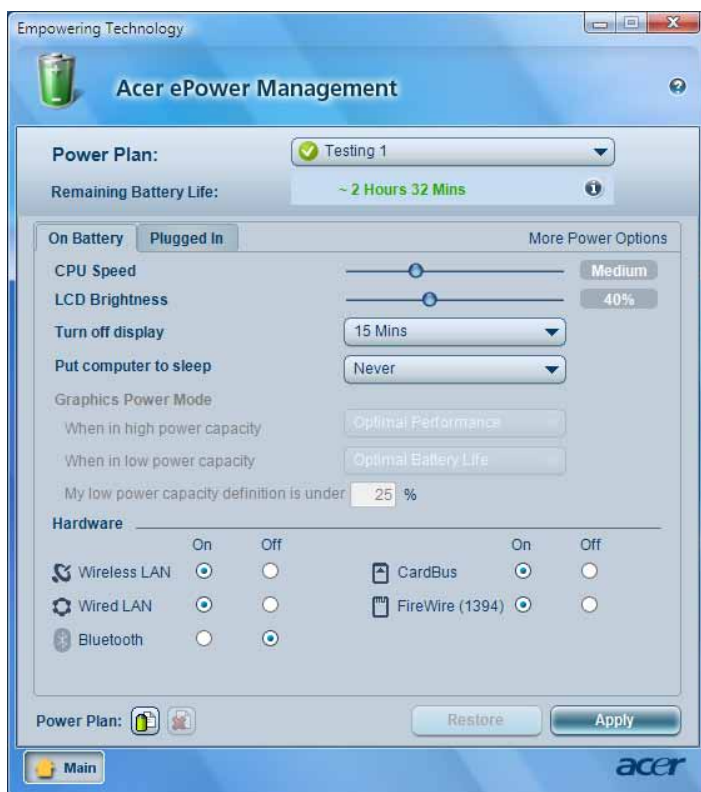 Empowering Technology
Acer ePower Management
Power Plan: Testing 1
Remaining Battery Life: ~ 2 Hours 32 Mins
On Battery Plugged In More Power Options
CPU Speed Medium
LCD Brightness 40%
Turn off display 15 Mins
Put computer to sleep Never
Graphics Power Mode
When in high power capacity Optimal Performance
When in low power capacity Optimal Battery Life
My low power capacity definition is under 25 %
Hardware
On Off On Off
Wireless LAN CardBus
Wired LAN FireWire (1394)
Bluetooth
Power Plan: Restore Apply
Main acer